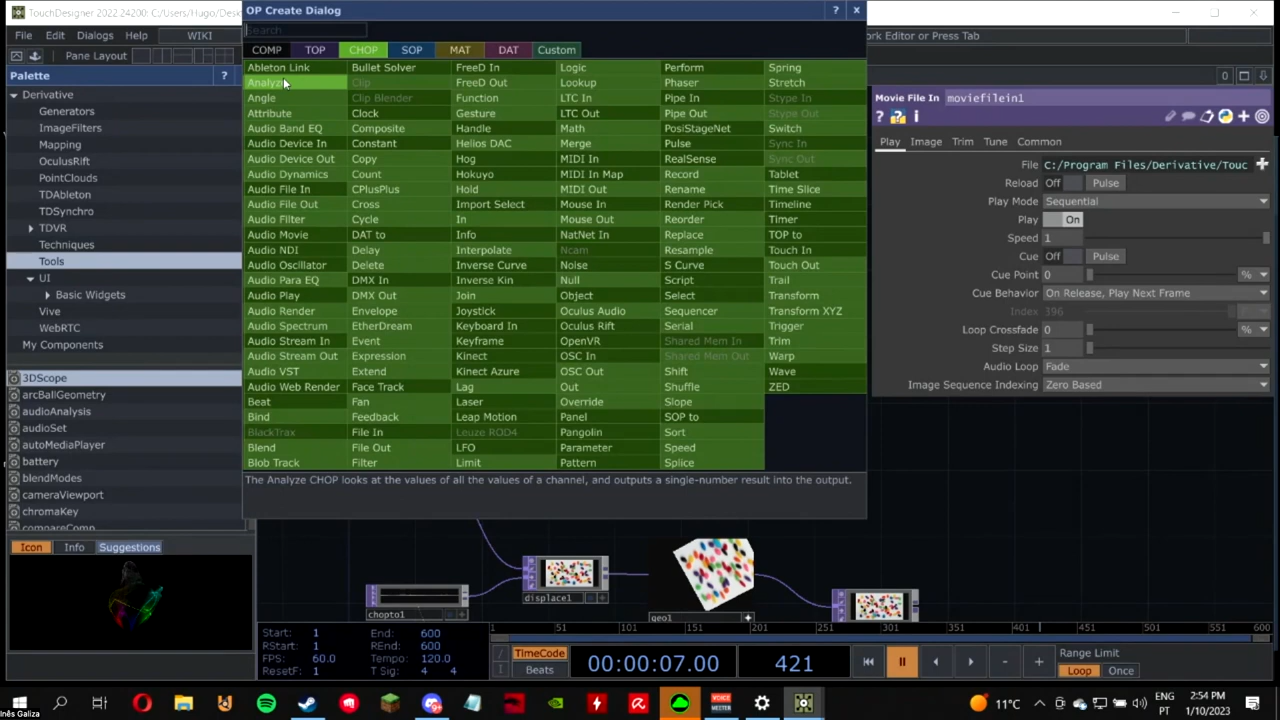 TouchDesigner 2022.24200: C:/Users/Hugo/Des
OP Create Dialog
? x
ork Editor or Press Tab
File Edit Dialogs Help WIKI
Search
Pane Layout
COMP TOP CHOP SOP MAT DAT Custom
Palette ?
Derivative
Generators
ImageFilters
Mapping
OculusRift
PointClouds
TDAbleton
TDSynchro
TDVR
Techniques
Tools
UI
Basic Widgets
Vive
WebRTC
My Components
3DScope
arcBallGeometry
audioAnalysis
audioSet
autoMediaPlayer
battery
blendModes
cameraViewport
chromaKey
compareComp
Icon Info Suggestions
Ableton Link Bullet Solver FreeD In Logic Perform Spring
Analyze Clip FreeD Out Lookup Phaser Stretch
Angle Clip Blender Function LTC In Pipe In Stype In
Attribute Clock Gesture LTC Out Pipe Out Stype Out
Audio Band EQ Composite Handle Math PosiStageNet Switch
Audio Device In Constant Helios DAC Merge Pulse Sync In
Audio Device Out Copy Hog MIDI In RealSense Sync Out
Audio Dynamics Count Hokuyo MIDI In Map Record Tablet
Audio File In CPlusPlus Hold MIDI Out Rename Time Slice
Audio File Out Cross Import Select Mouse In Render Pick Timeline
Audio Filter Cycle In Mouse Out Reorder Timer
Audio Movie DAT to Info NatNet In Replace TOP to
Audio NDI Delay Interpolate Ncam Resample Touch In
Audio Oscillator Delete Inverse Curve Noise S Curve Touch Out
Audio Para EQ DMX In Inverse Kin Null Script Trail
Audio Play DMX Out Join Object Select Transform
Audio Render Envelope Joystick Oculus Audio Sequencer Transform XYZ
Audio Spectrum EtherDream Keyboard In Oculus Rift Serial Trigger
Audio Stream In Event Keyframe OpenVR Shared Mem In Trim
Audio Stream Out Expression Kinect OSC In Shared Mem Out Warp
Audio VST Extend Kinect Azure OSC Out Shift Wave
Audio Web Render Face Track Lag Out Shuffle ZED
Beat Fan Laser Override Slope
Bind Feedback Leap Motion Panel SOP to
BlackTrax File In Leuze ROD4 Pangolin Sort
Blend File Out LFO Parameter Speed
Blob Track Filter Limit Pattern Splice
The Analyze CHOP looks at the values of all the values of a channel, and outputs a single-number result into the output.
0
Movie File In moviefilein1
? ? i
Play Image Trim Tune Common
File C:/Program Files/Derivative/Touc
Reload Off Pulse
Play Mode Sequential
Play On
Speed 1
Cue Off Pulse
Cue Point 0 %
Cue Behavior On Release, Play Next Frame
Index 396
Loop Crossfade 0 %
Step Size 1
Audio Loop Fade
Image Sequence Indexing Zero Based
displace1
chopto1
geo1
1 51 101 151 201 251 301 351 401 451 501 551 600
Start: 1 End: 600
RStart: 1 REnd: 600
FPS: 60.0 Tempo: 120.0
ResetF: 1 T Sig: 4 4
TimeCode
Beats
00:00:07.00 421
- +
Range Limit
Loop Once
11°C
ENG
PT
2:54 PM
1/10/2023
VOICE
MEETER
Inês Galiza